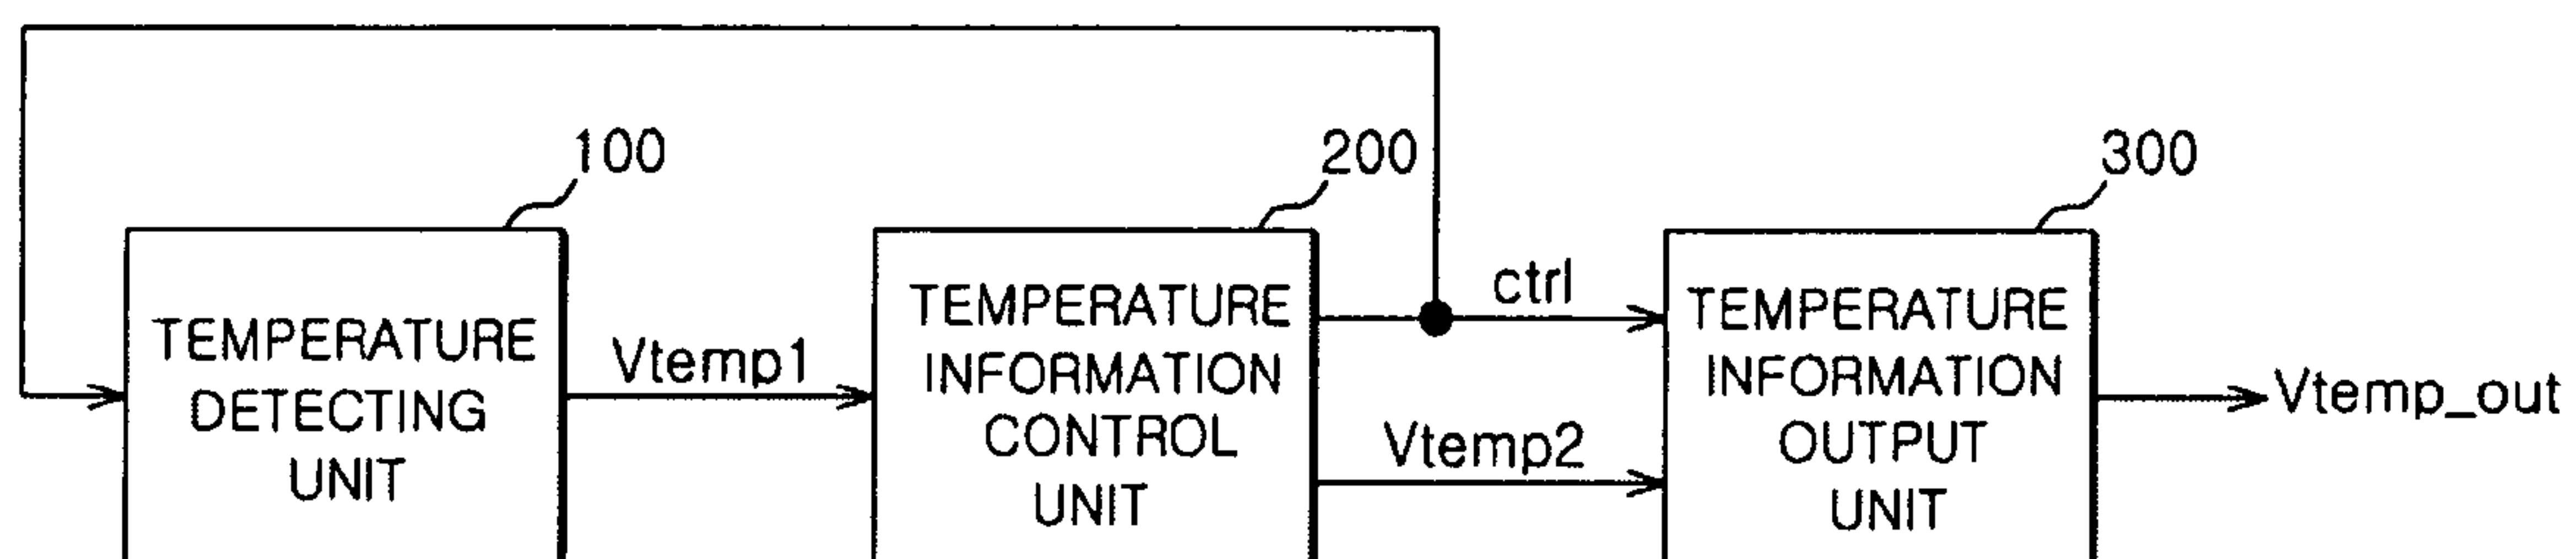 100
200
300
TEMPERATURE
DETECTING
UNIT
Vtemp1
TEMPERATURE
INFORMATION
CONTROL
UNIT
ctrl
Vtemp2
TEMPERATURE
INFORMATION
OUTPUT
UNIT
Vtemp_out